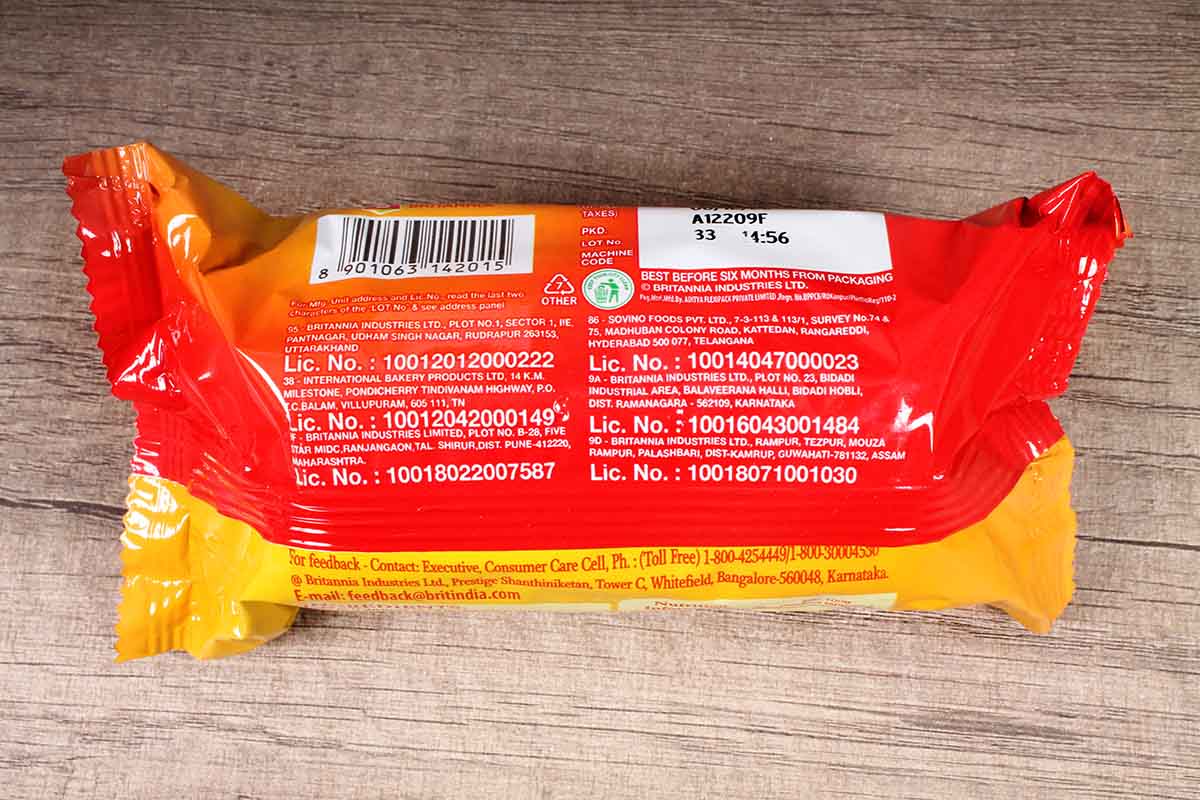 8 901063 142015
TAXES)
PKD.
LOT No.
MACHINE
CODE
A12209F
33 14:56
7
OTHER
BEST BEFORE SIX MONTHS FROM PACKAGING
© BRITANNIA INDUSTRIES LTD.
For Mfg. Unit address and Lic.No., read the last two
characters of the LOT No. & see address panel
95 - BRITANNIA INDUSTRIES LTD., PLOT NO.1, SECTOR 1, IIE,
PANTNAGAR, UDHAM SINGH NAGAR, RUDRAPUR 263153,
UTTARAKHAND
Lic. No. : 10012012000222
38 - INTERNATIONAL BAKERY PRODUCTS LTD, 14 K.M.
MILESTONE, PONDICHERRY TINDIVANAM HIGHWAY, P.O.
T.C.BALAM, VILLUPURAM, 605 111, TN
Lic. No. : 10012042000149
F - BRITANNIA INDUSTRIES LIMITED, PLOT NO. B-28, FIVE
STAR MIDC,RANJANGAON,TAL. SHIRUR,DIST. PUNE-412220,
MAHARASHTRA.
Lic. No. : 10018022007587
86 - SOVINO FOODS PVT. LTD., 7-3-113 & 113/1, SURVEY No.74 &
75, MADHUBAN COLONY ROAD, KATTEDAN, RANGAREDDI,
HYDERABAD 500 077, TELANGANA
Lic. No. : 10014047000023
9A - BRITANNIA INDUSTRIES LTD., PLOT NO. 23, BIDADI
INDUSTRIAL AREA, BALAVEERANA HALLI, BIDADI HOBLI,
DIST. RAMANAGARA - 562109, KARNATAKA
Lic. No. : 10016043001484
9D - BRITANNIA INDUSTRIES LTD., RAMPUR, TEZPUR, MOUZA
RAMPUR, PALASHBARI, DIST-KAMRUP, GUWAHATI-781132, ASSAM
Lic. No. : 10018071001030
For feedback - Contact: Executive, Consumer Care Cell, Ph. : (Toll Free) 1-800-4254449/1-800-30004530
@ Britannia Industries Ltd., Prestige Shanthiniketan, Tower C, Whitefield, Bangalore-560048, Karnataka.
E-mail: feedback@britindia.com